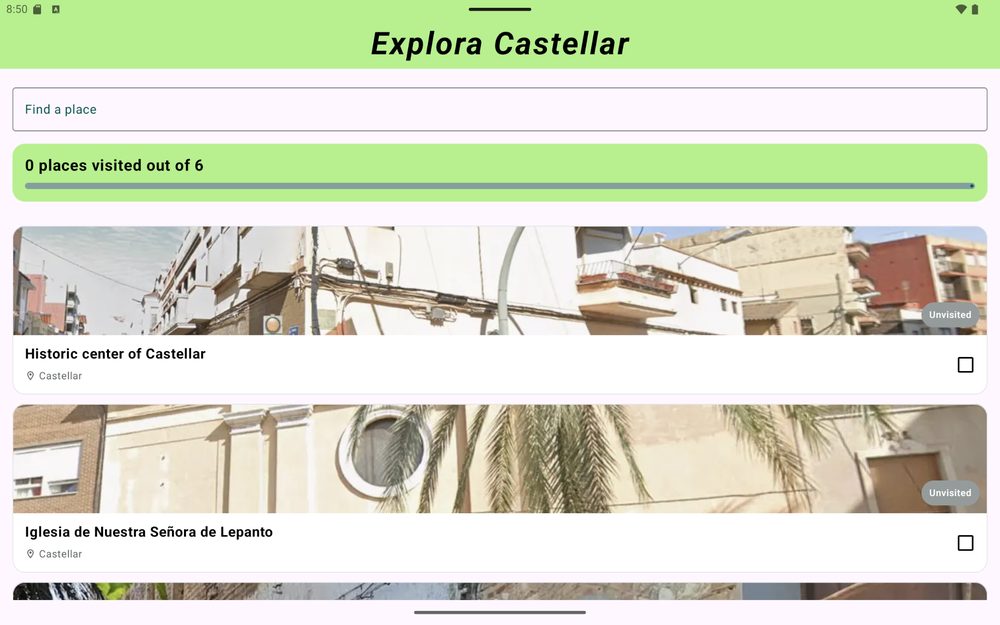 8:50
Explora Castellar
Find a place
0 places visited out of 6
Unvisited
Historic center of Castellar
Castellar
Unvisited
Iglesia de Nuestra Señora de Lepanto
Castellar